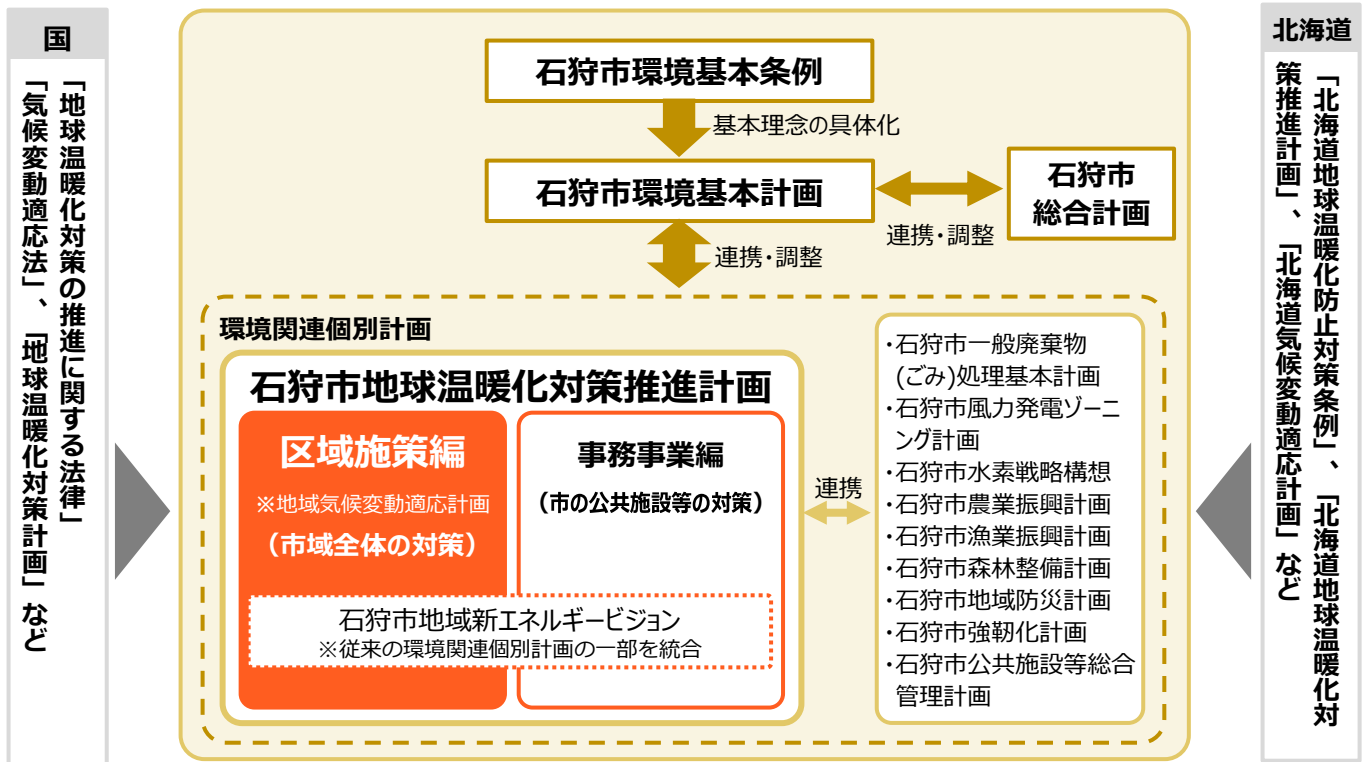 国
「地球温暖化対策の推進に関する法律」
「気候変動適応法」、「地球温暖化対策計画」など
石狩市環境基本条例
基本理念の具体化
石狩市環境基本計画
石狩市
総合計画
連携・調整
連携・調整
環境関連個別計画
石狩市地球温暖化対策推進計画
区域施策編
※地域気候変動適応計画
(市域全体の対策)
事務事業編
(市の公共施設等の対策)
石狩市地域新エネルギービジョン
※従来の環境関連個別計画の一部を統合
連携
・石狩市一般廃棄物
(ごみ)処理基本計画
・石狩市風力発電ゾーニ
ング計画
・石狩市水素戦略構想
・石狩市農業振興計画
・石狩市漁業振興計画
・石狩市森林整備計画
・石狩市地域防災計画
・石狩市強靭化計画
・石狩市公共施設等総合
管理計画
北海道
「北海道地球温暖化防止対策条例」、「北海道地球温暖化対
策推進計画」、「北海道気候変動適応計画」など